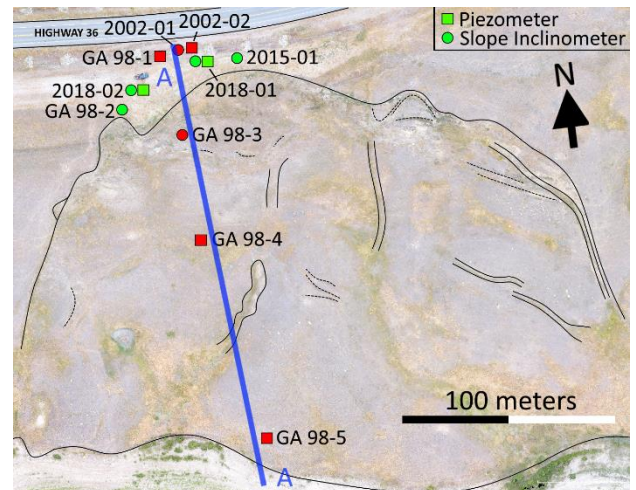 2002-01
2002-02
Piezometer
Slope Inclinometer
HIGHWAY 36
GA 98-1
2015-01
A
2018-02
2018-01
N
GA 98-2
GA 98-3
GA 98-4
100 meters
GA 98-5
A